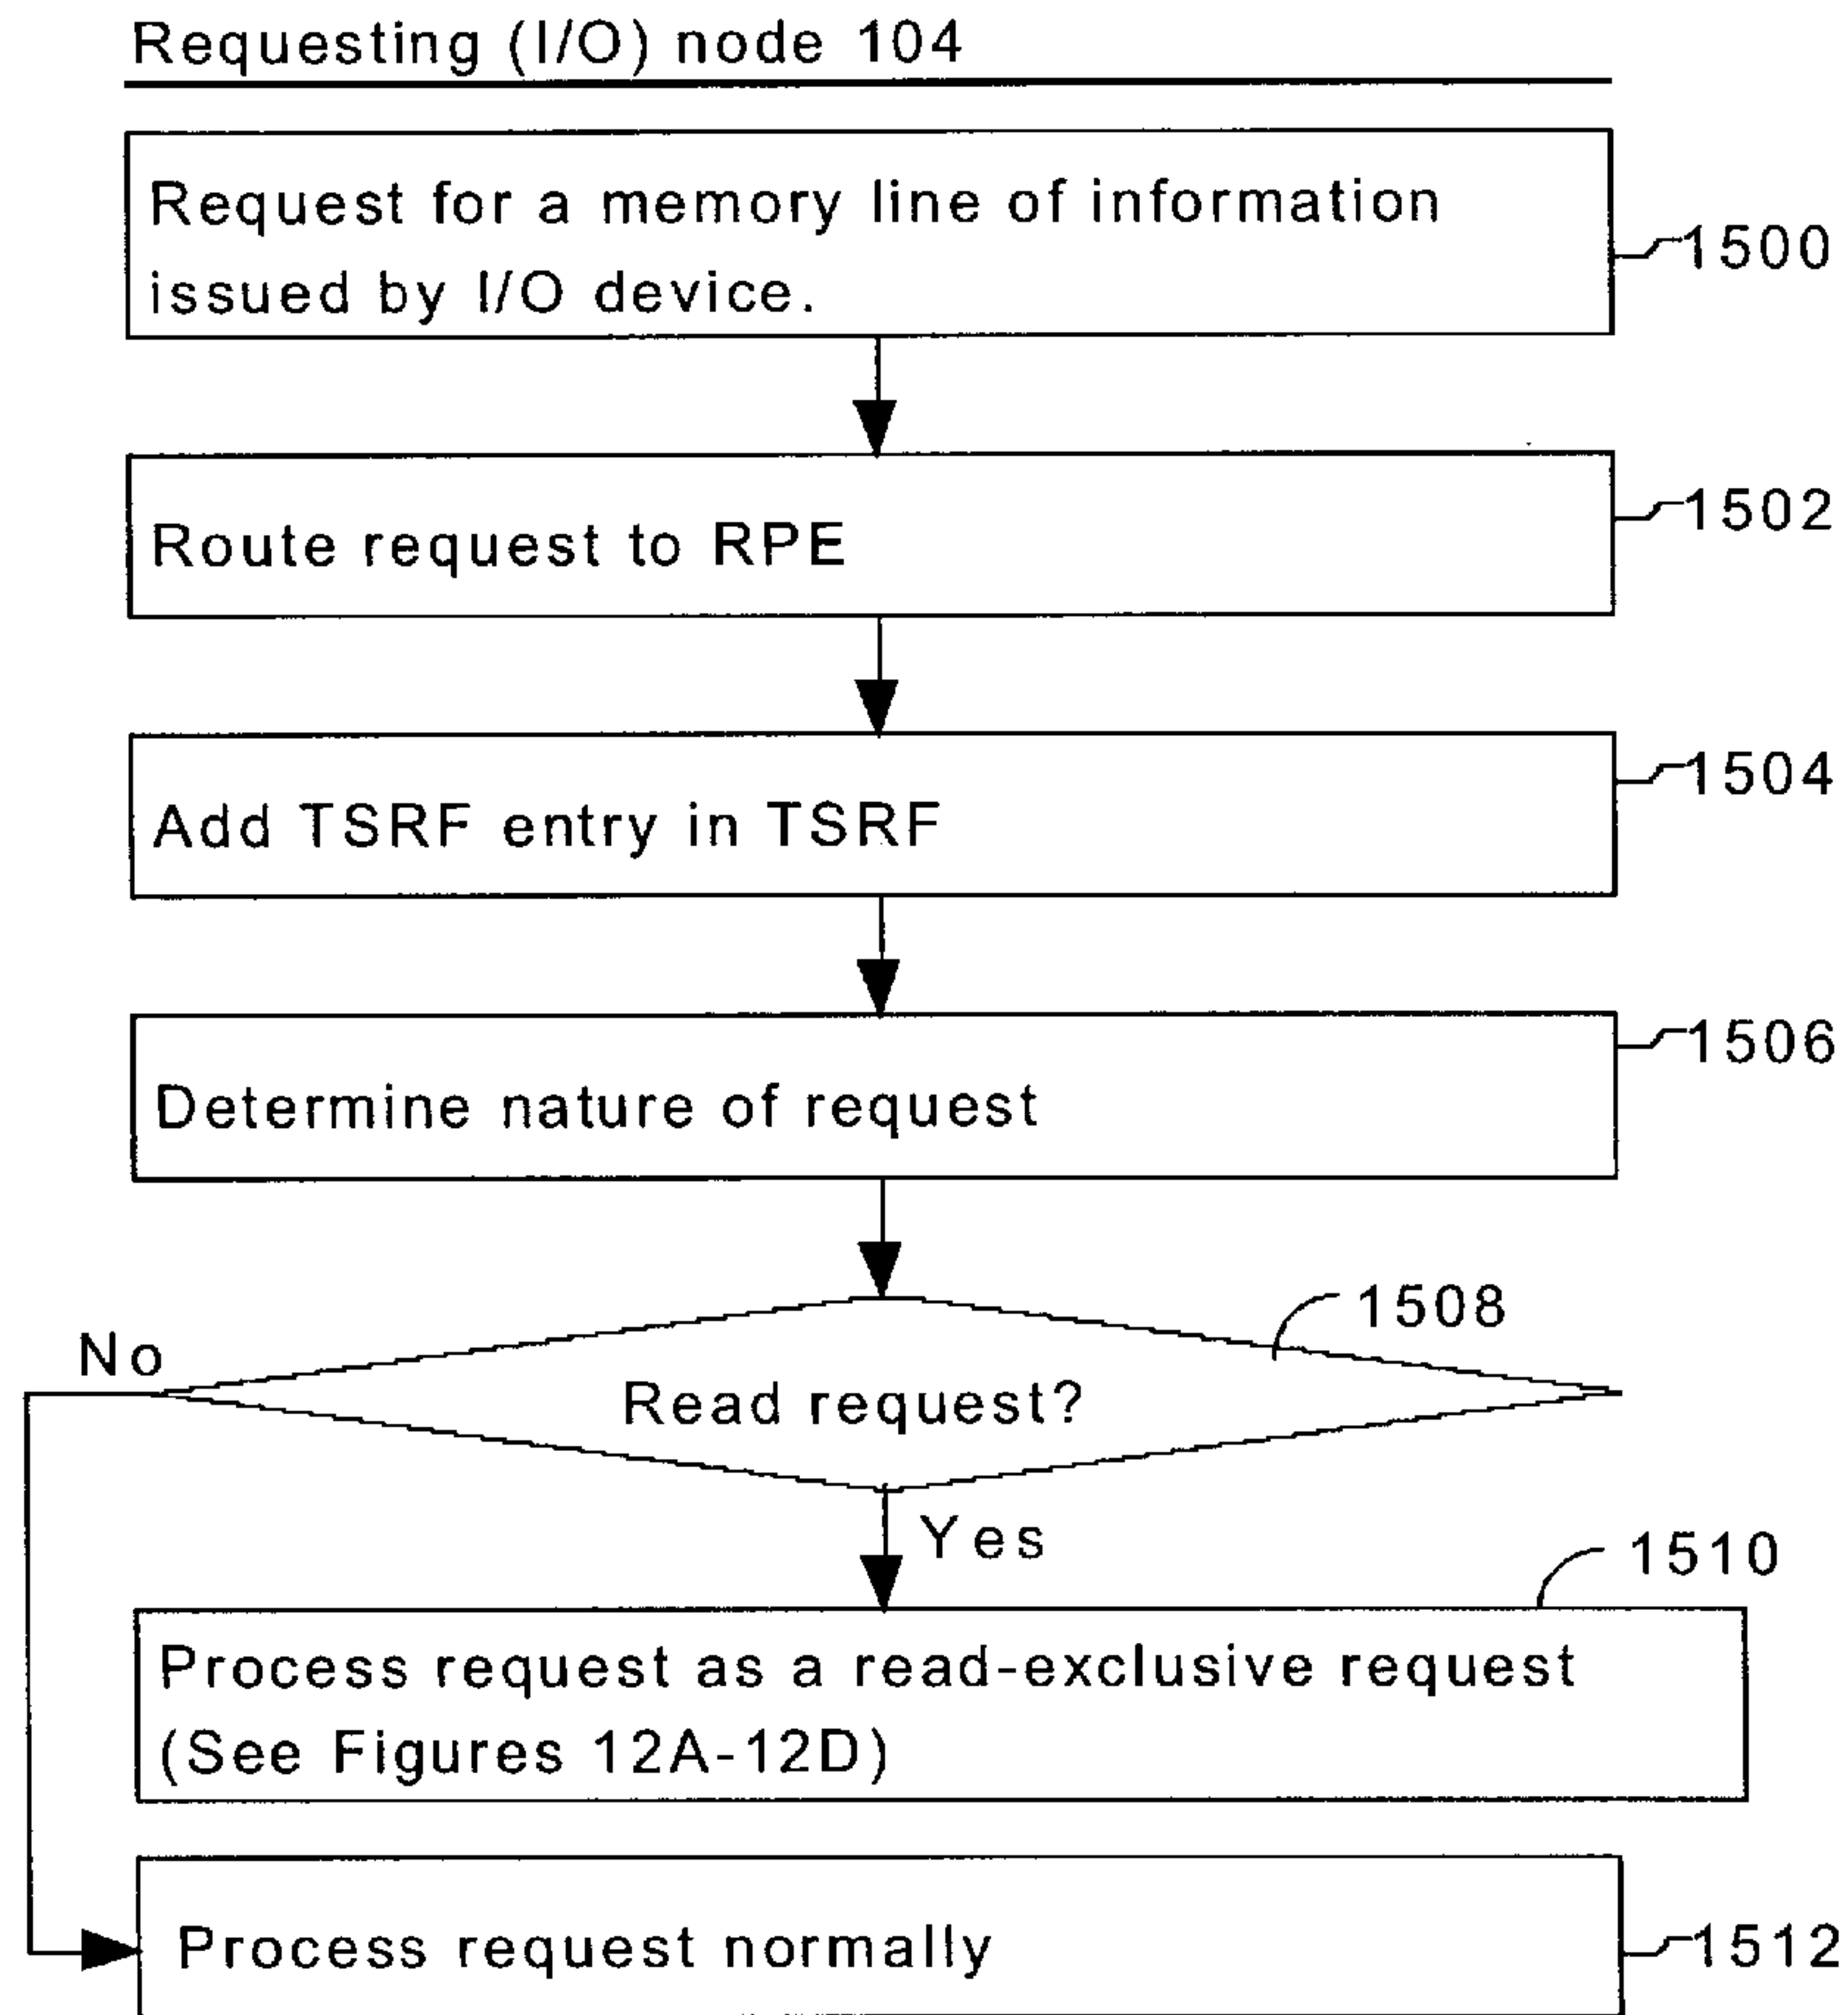 Requesting (I/O) node 104
Request for a memory line of information
issued by I/O device.
1500
Route request to RPE
1502
Add TSRF entry in TSRF
1504
Determine nature of request
1506
1508
No
Read request?
Yes
1510
Process request as a read-exclusive request
(See Figures 12A-12D)
Process request normally
1512